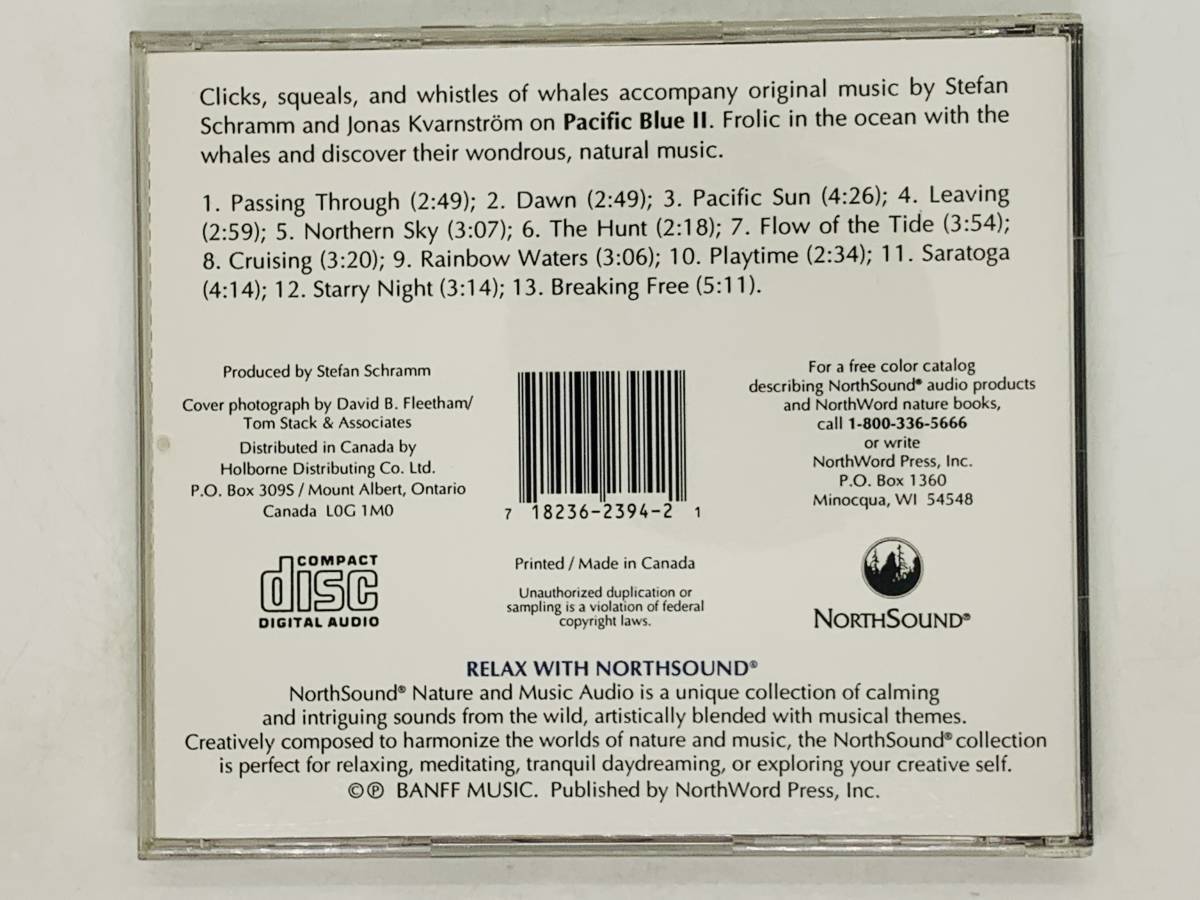 Clicks, squeals, and whistles of whales accompany original music by Stefan
Schramm and Jonas Kvarnström on Pacific Blue II. Frolic in the ocean with the
whales and discover their wondrous, natural music.
1. Passing Through (2:49); 2. Dawn (2:49); 3. Pacific Sun (4:26); 4. Leaving
(2:59); 5. Northern Sky (3:07); 6. The Hunt (2:18); 7. Flow of the Tide (3:54);
8. Cruising (3:20); 9. Rainbow Waters (3:06); 10. Playtime (2:34); 11. Saratoga
(4:14); 12. Starry Night (3:14); 13. Breaking Free (5:11).
Produced by Stefan Schramm
Cover photograph by David B. Fleetham/
Tom Stack & Associates
Distributed in Canada by
Holborne Distributing Co. Ltd.
P.O. Box 309S / Mount Albert, Ontario
Canada L0G 1M0
7 18236-2394-2 1
For a free color catalog
describing NorthSound® audio products
and NorthWord nature books,
call 1-800-336-5666
or write
NorthWord Press, Inc.
P.O. Box 1360
Minocqua, WI 54548
COMPACT
disc
DIGITAL AUDIO
Printed / Made in Canada
Unauthorized duplication or
sampling is a violation of federal
copyright laws.
NORTHSOUND®
RELAX WITH NORTHSOUND®
NorthSound® Nature and Music Audio is a unique collection of calming
and intriguing sounds from the wild, artistically blended with musical themes.
Creatively composed to harmonize the worlds of nature and music, the NorthSound® collection
is perfect for relaxing, meditating, tranquil daydreaming, or exploring your creative self.
©℗ BANFF MUSIC. Published by NorthWord Press, Inc.